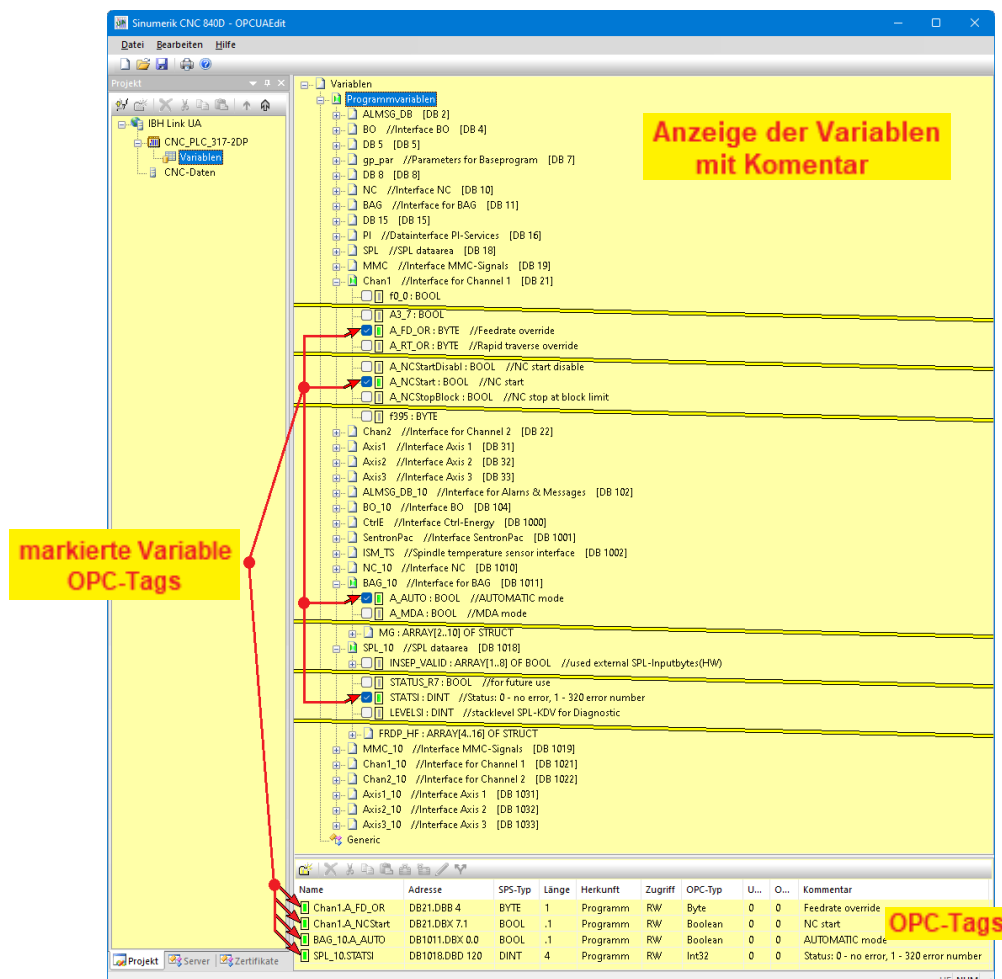 Sinumerik CNC 840D - OPCUAEdit
Datei Bearbeiten Hilfe
Projekt
IBH Link UA
CNC_PLC_317-2DP
Variablen
CNC-Daten
Variablen
Programmvariablen
ALMSG_DB [DB 2]
BO //Interface BO [DB 4]
DB 5 [DB 5]
gp_par //Parameters for Baseprogram [DB 7]
DB 8 [DB 8]
NC //Interface NC [DB 10]
BAG //Interface for BAG [DB 11]
DB 15 [DB 15]
PI //Datainterface PI-Services [DB 16]
SPL //SPL dataarea [DB 18]
MMC //Interface MMC-Signals [DB 19]
Chan1 //Interface for Channel 1 [DB 21]
f0_0 : BOOL
A3_7 : BOOL
A_FD_OR : BYTE //Feedrate override
A_RT_OR : BYTE //Rapid traverse override
A_NCStartDisabl : BOOL //NC start disable
A_NCStart : BOOL //NC start
A_NCStopBlock : BOOL //NC stop at block limit
f395 : BYTE
Chan2 //Interface for Channel 2 [DB 22]
Axis1 //Interface Axis 1 [DB 31]
Axis2 //Interface Axis 2 [DB 32]
Axis3 //Interface Axis 3 [DB 33]
ALMSG_DB_10 //Interface for Alarms & Messages [DB 102]
BO_10 //Interface BO [DB 104]
CtrlE //Interface Ctrl-Energy [DB 1000]
SentronPac //Interface SentronPac [DB 1001]
ISM_TS //Spindle temperature sensor interface [DB 1002]
NC_10 //Interface NC [DB 1010]
BAG_10 //Interface for BAG [DB 1011]
A_AUTO : BOOL //AUTOMATIC mode
A_MDA : BOOL //MDA mode
MG : ARRAY[2..10] OF STRUCT
SPL_10 //SPL dataarea [DB 1018]
INSEP_VALID : ARRAY[1..8] OF BOOL //used external SPL-Inputbytes(HW)
STATUS_R7 : BOOL //for future use
STATSI : DINT //Status: 0 - no error, 1 - 320 error number
LEVELSI : DINT //stacklevel SPL-KDV for Diagnostic
FRDP_HF : ARRAY[4..16] OF STRUCT
MMC_10 //Interface MMC-Signals [DB 1019]
Chan1_10 //Interface for Channel 1 [DB 1021]
Chan2_10 //Interface for Channel 2 [DB 1022]
Axis1_10 //Interface Axis 1 [DB 1031]
Axis2_10 //Interface Axis 2 [DB 1032]
Axis3_10 //Interface Axis 3 [DB 1033]
Generic
Anzeige der Variablen
mit Komentar
markierte Variable
OPC-Tags
Name Adresse SPS-Typ Länge Herkunft Zugriff OPC-Typ U... O... Kommentar
Chan1.A_FD_OR DB21.DBB 4 BYTE 1 Programm RW Byte 0 0 Feedrate override
Chan1.A_NCStart DB21.DBX 7.1 BOOL .1 Programm RW Boolean 0 0 NC start
BAG_10.A_AUTO DB1011.DBX 0.0 BOOL .1 Programm RW Boolean 0 0 AUTOMATIC mode
SPL_10.STATSI DB1018.DBD 120 DINT 4 Programm RW Int32 0 0 Status: 0 - no error, 1 - 320 error number
OPC-Tags
Projekt Server Zertifikate